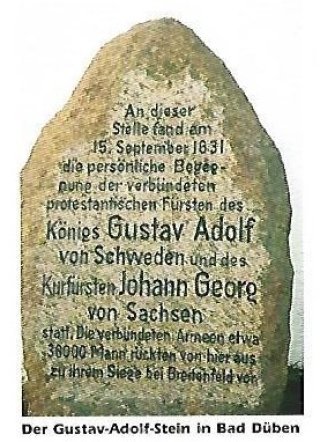 An dieser
Stelle fand am
15. September 1831
die persönliche Begeg-
nung der verbündeten
protestantischen Fürsten des
Königs Gustav Adolf
von Schweden und des
Kurfürsten Johann Georg
von Sachsen
statt. Die verbündeten Armeen etwa
36000 Mann rückten von hier aus
zu ihrem Siege bei Breitenfeld vor
Der Gustav-Adolf-Stein in Bad Düben